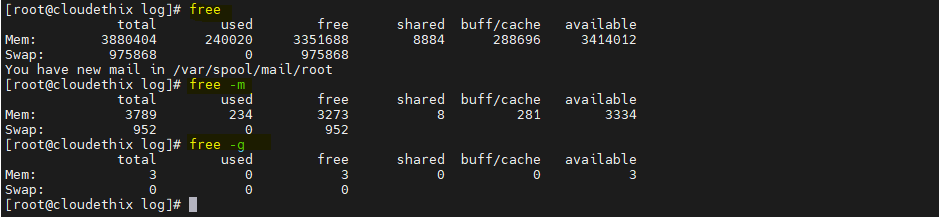 [root@cloudethix log]# free
total used free shared buff/cache available
Mem: 3880404 240020 3351688 8884 288696 3414012
Swap: 975868 0 975868
You have new mail in /var/spool/mail/root
[root@cloudethix log]# free -m
total used free shared buff/cache available
Mem: 3789 234 3273 8 281 3334
Swap: 952 0 952
[root@cloudethix log]# free -g
total used free shared buff/cache available
Mem: 3 0 3 0 0 3
Swap: 0 0 0
[root@cloudethix log]#